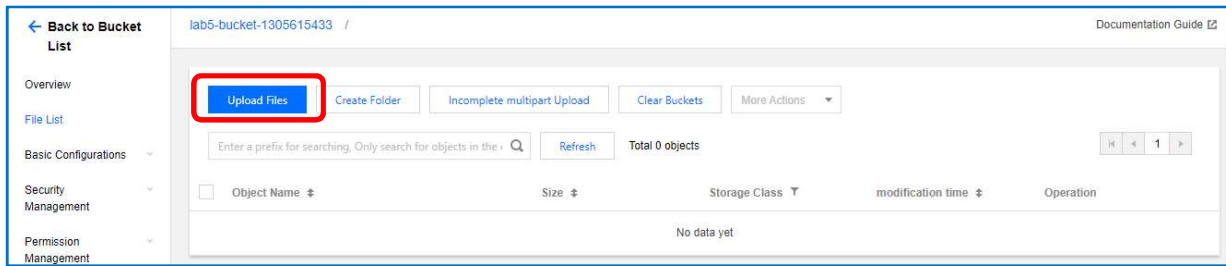 Back to Bucket
List
lab5-bucket-1305615433 /
Documentation Guide
Overview
File List
Basic Configurations
Security
Management
Permission
Management
Upload Files Create Folder Incomplete multipart Upload Clear Buckets More Actions
Enter a prefix for searching, Only search for objects in the Refresh Total 0 objects 1
Object Name Size Storage Class modification time Operation
No data yet